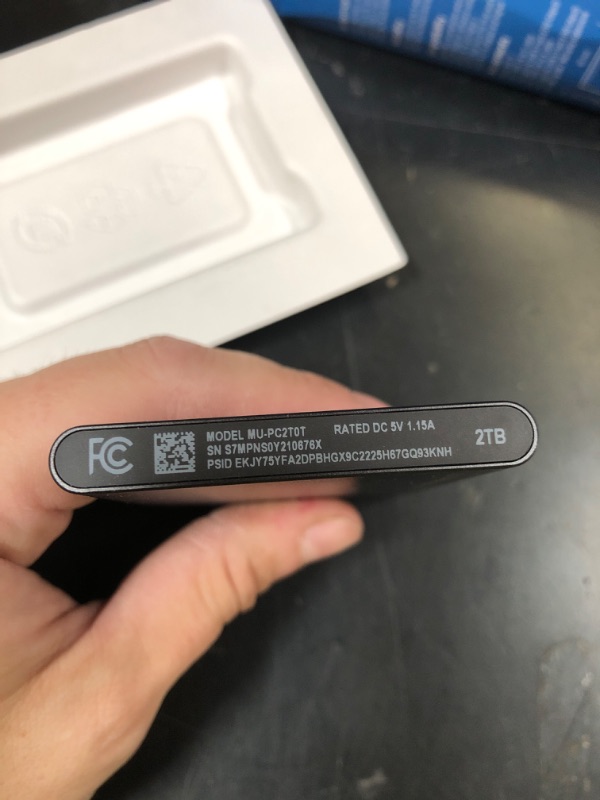 FC
MODEL MU-PC2T0T RATED DC 5V 1.15A
SN S7MPNS0Y210676X
PSID EKJY75YFA2DPBHGX9C2225H67GQ93KNH
2TB